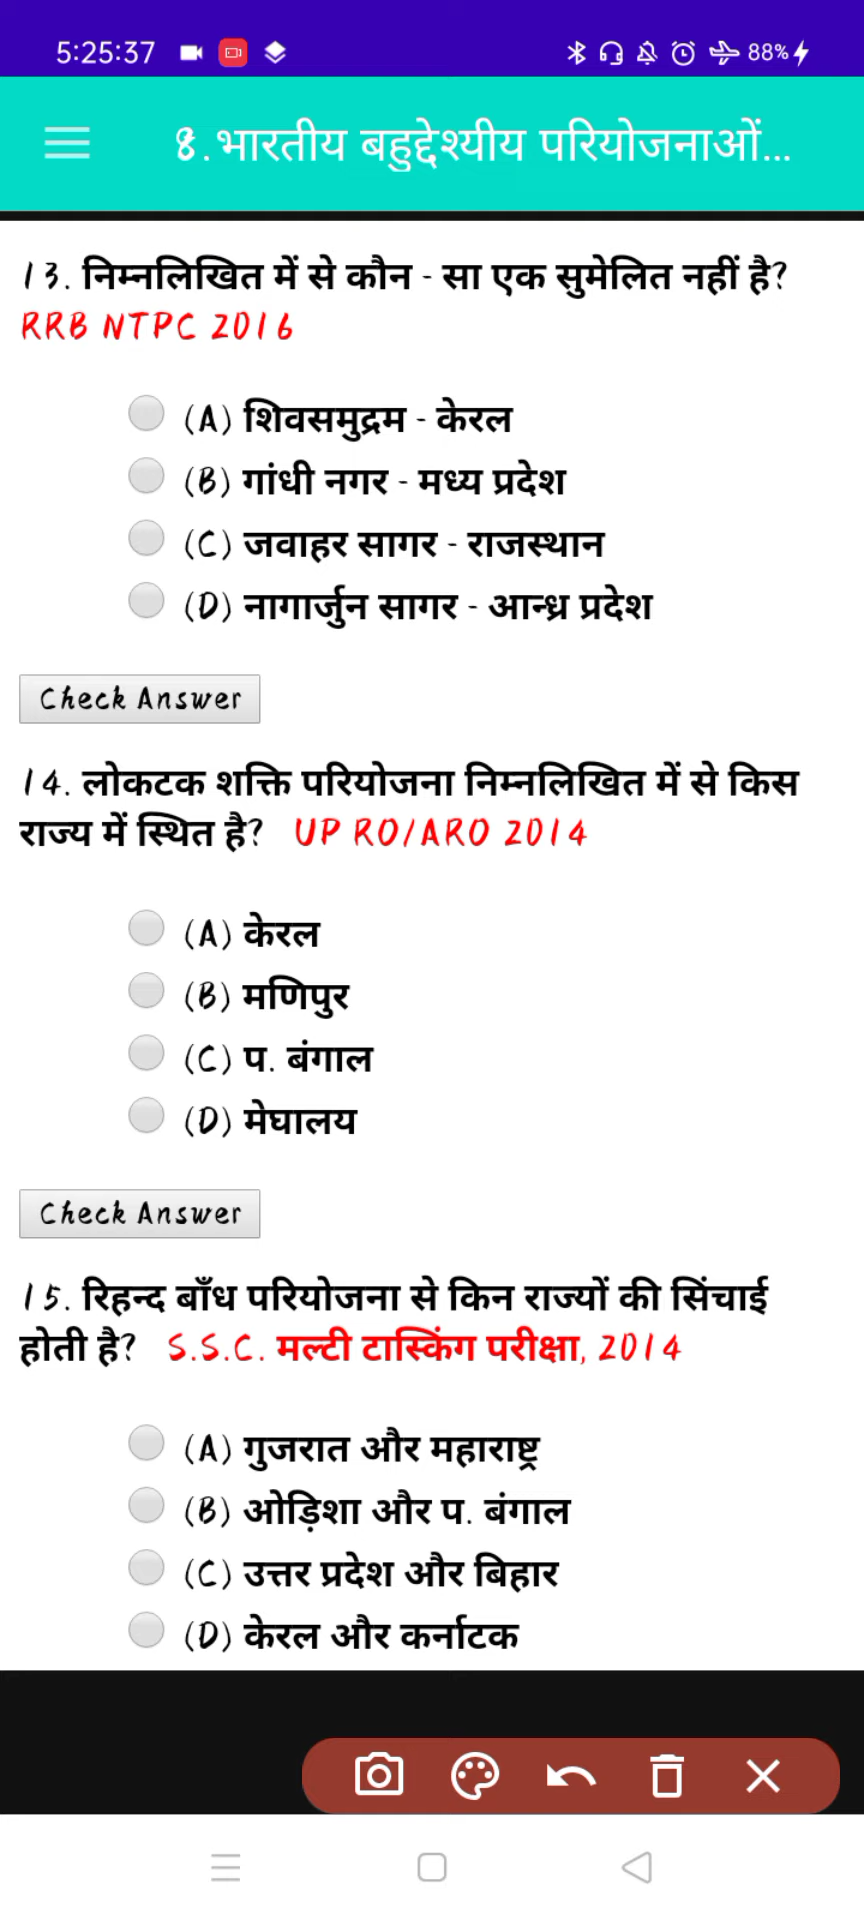 5:25:37
88%
8.भारतीय बहुद्देश्यीय परियोजनाओं...
13. निम्नलिखित में से कौन - सा एक सुमेलित नहीं है?
RRB NTPC 2016
(A) शिवसमुद्रम - केरल
(B) गांधी नगर - मध्य प्रदेश
(C) जवाहर सागर - राजस्थान
(D) नागार्जुन सागर - आन्ध्र प्रदेश
Check Answer
14. लोकटक शक्ति परियोजना निम्नलिखित में से किस
राज्य में स्थित है? UP RO/ARO 2014
(A) केरल
(B) मणिपुर
(C) प. बंगाल
(D) मेघालय
Check Answer
15. रिहन्द बाँध परियोजना से किन राज्यों की सिंचाई
होती है? S.S.C. मल्टी टास्किंग परीक्षा, 2014
(A) गुजरात और महाराष्ट्र
(B) ओड़िशा और प. बंगाल
(C) उत्तर प्रदेश और बिहार
(D) केरल और कर्नाटक